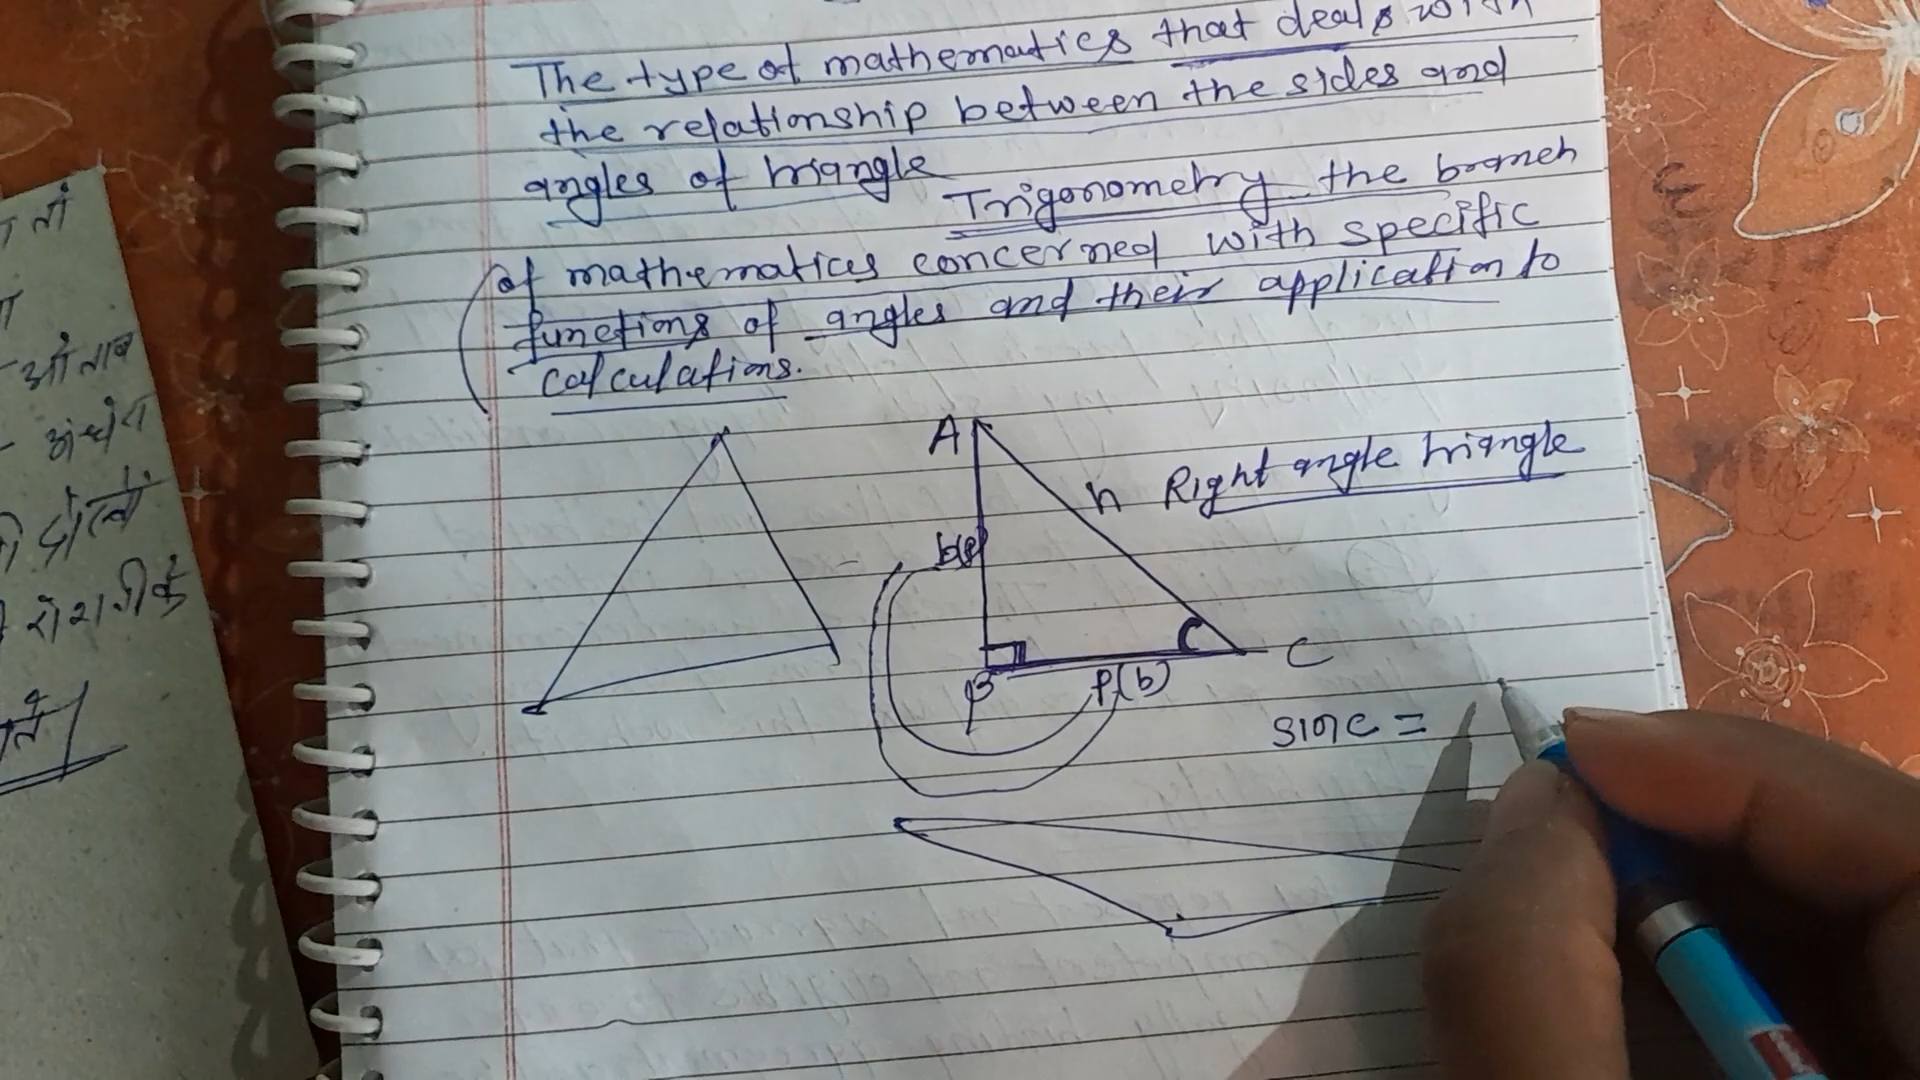 The type of mathematics that deals with
the relationship between the sides and
angles of triangle
Trigonometry the branch
of mathematics concerned with specific
functions of angles and their application to
calculations.
A
h Right angle triangle
b(p)
C
B
p(b)
sinc =